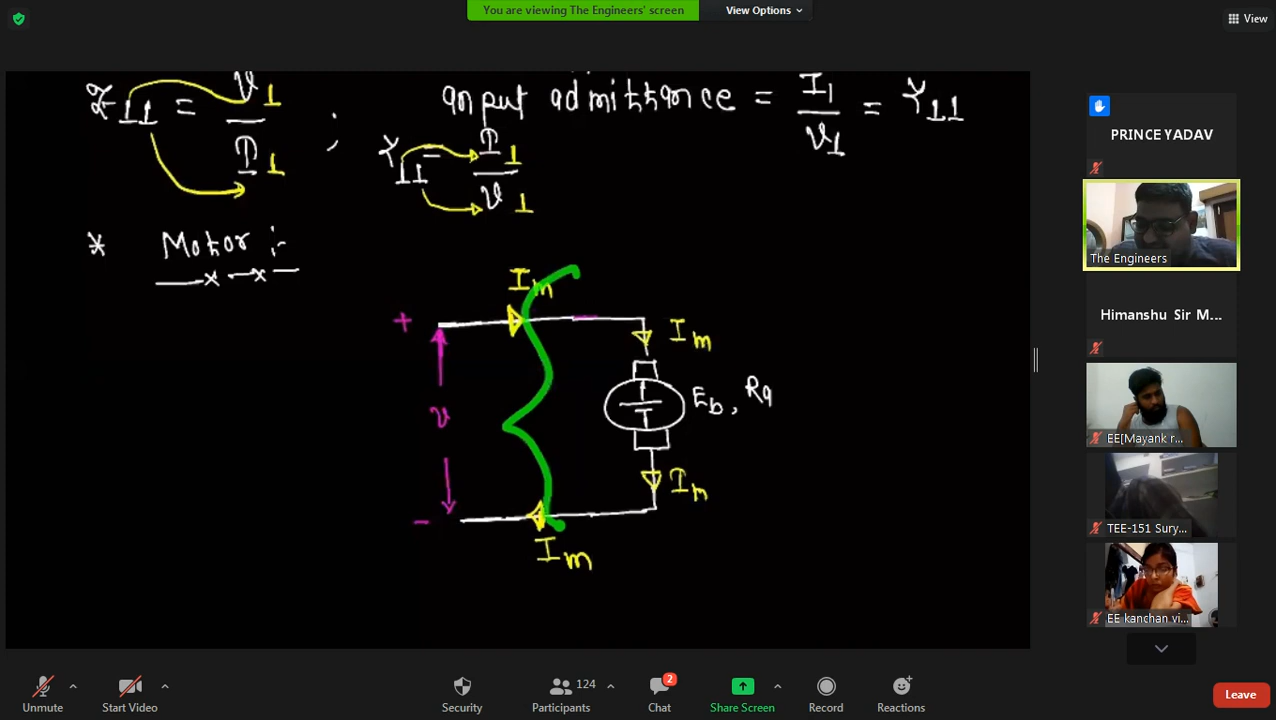 You are viewing The Engineers' screen
View Options
View
Z11 = V1 / I1 ;
Y11 = I1 / V1
Input admittance = I1 / V1 = Y11
* Motor :-
Im
+
Im
V
Eb, Ra
Im
-
Im
PRINCE YADAV
The Engineers
Himanshu Sir M...
EE[Mayank r...
TEE-151 Sury...
EE kanchan vi...
Unmute
Start Video
Security
124
Participants
2
Chat
Share Screen
Record
Reactions
Leave